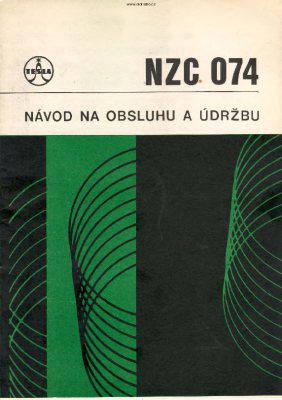 TESLA
NZC 074
NÁVOD NA OBSLUHU A ÚDRŽBU